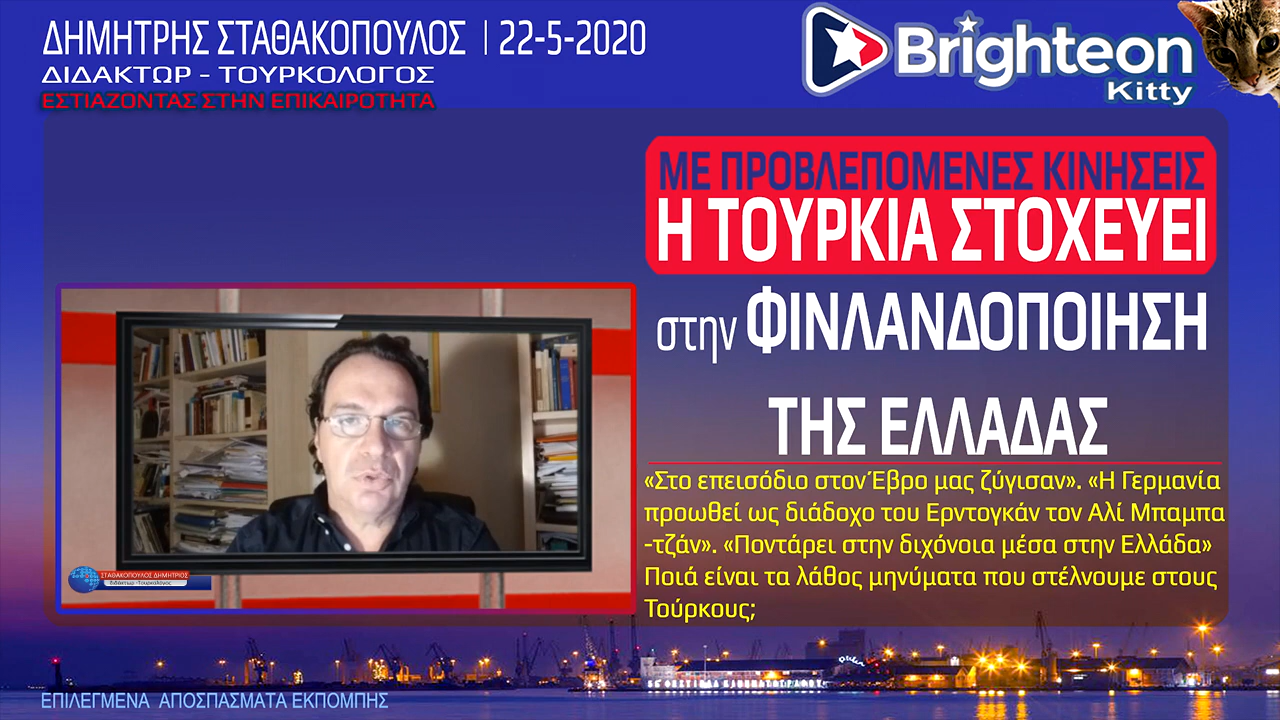 ΔΗΜΗΤΡΗΣ ΣΤΑΘΑΚΟΠΟΥΛΟΣ | 22-5-2020
ΔΙΔΑΚΤΩΡ - ΤΟΥΡΚΟΛΟΓΟΣ
ΕΣΤΙΑΖΟΝΤΑΣ ΣΤΗΝ ΕΠΙΚΑΙΡΟΤΗΤΑ
Brighteon
Kitty
ΜΕ ΠΡΟΒΛΕΠΟΜΕΝΕΣ ΚΙΝΗΣΕΙΣ
Η ΤΟΥΡΚΙΑ ΣΤΟΧΕΥΕΙ
στην ΦΙΝΛΑΝΔΟΠΟΙΗΣΗ
ΤΗΣ ΕΛΛΑΔΑΣ
«Στο επεισόδιο στον Έβρο μας ζύγισαν». «Η Γερμανία
προωθεί ως διάδοχο του Ερντογκάν τον Αλί Μπαμπα
-τζάν». «Ποντάρει στην διχόνοια μέσα στην Ελλάδα»
Ποιά είναι τα λάθος μηνύματα που στέλνουμε στους
Τούρκους;
ΣΤΑΘΑΚΟΠΟΥΛΟΣ ΔΗΜΗΤΡΙΟΣ
διδάκτωρ -Τουρκολόγος
ΕΠΙΛΕΓΜΕΝΑ ΑΠΟΣΠΑΣΜΑΤΑ ΕΚΠΟΜΠΗΣ